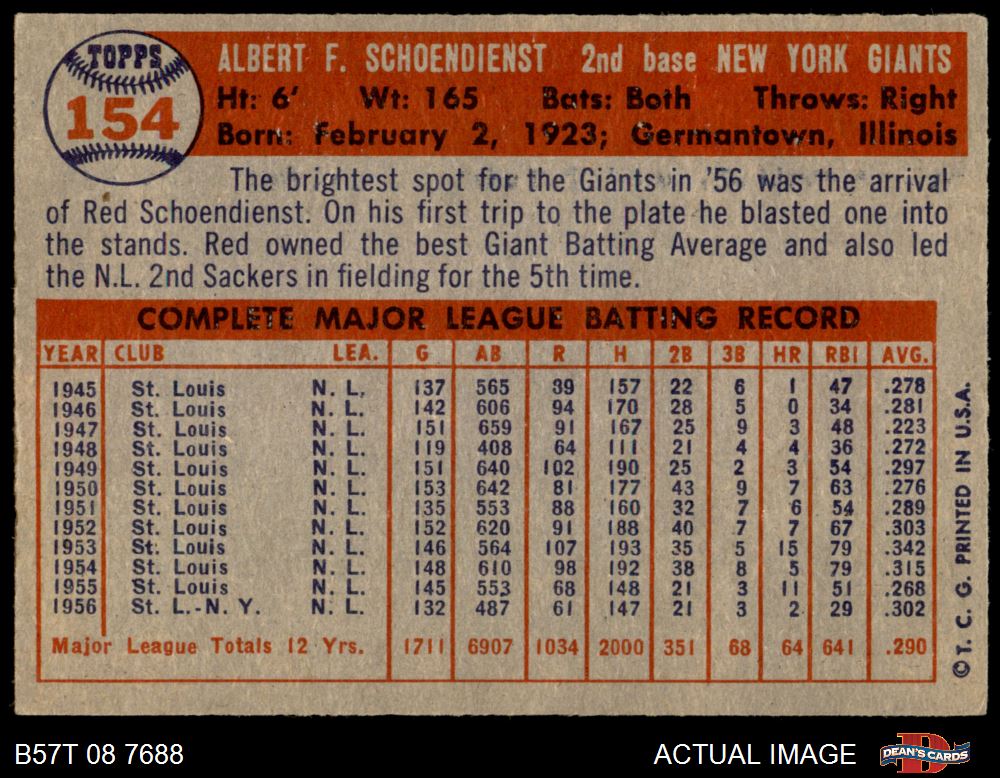 TOPPS
154
ALBERT F. SCHOENDIENST 2nd base NEW YORK GIANTS
Ht: 6' Wt: 165 Bats: Both Throws: Right
Born: February 2, 1923; Germantown, Illinois
The brightest spot for the Giants in '56 was the arrival
of Red Schoendienst. On his first trip to the plate he blasted one into
the stands. Red owned the best Giant Batting Average and also led
the N.L. 2nd Sackers in fielding for the 5th time.
COMPLETE MAJOR LEAGUE BATTING RECORD
YEAR CLUB LEA. G AB R H 2B 3B HR RBI AVG.
1945 St. Louis N. L. 137 565 39 157 22 6 1 47 .278
1946 St. Louis N. L. 142 606 94 170 28 5 0 34 .281
1947 St. Louis N. L. 151 659 91 167 25 9 3 48 .223
1948 St. Louis N. L. 119 408 64 111 21 4 4 36 .272
1949 St. Louis N. L. 151 640 102 190 25 2 3 54 .297
1950 St. Louis N. L. 153 642 81 177 43 9 7 63 .276
1951 St. Louis N. L. 135 553 88 160 32 7 6 54 .289
1952 St. Louis N. L. 152 620 91 188 40 7 7 67 .303
1953 St. Louis N. L. 146 564 107 193 35 5 15 79 .342
1954 St. Louis N. L. 148 610 98 192 38 8 5 79 .315
1955 St. Louis N. L. 145 553 68 148 21 3 11 51 .268
1956 St. L.-N. Y. N. L. 132 487 61 147 21 3 2 29 .302
Major League Totals 12 Yrs. 1711 6907 1034 2000 351 68 64 641 .290
©T. C. G. PRINTED IN U.S.A.
B57T 08 7688
ACTUAL IMAGE
DEAN'S CARDS